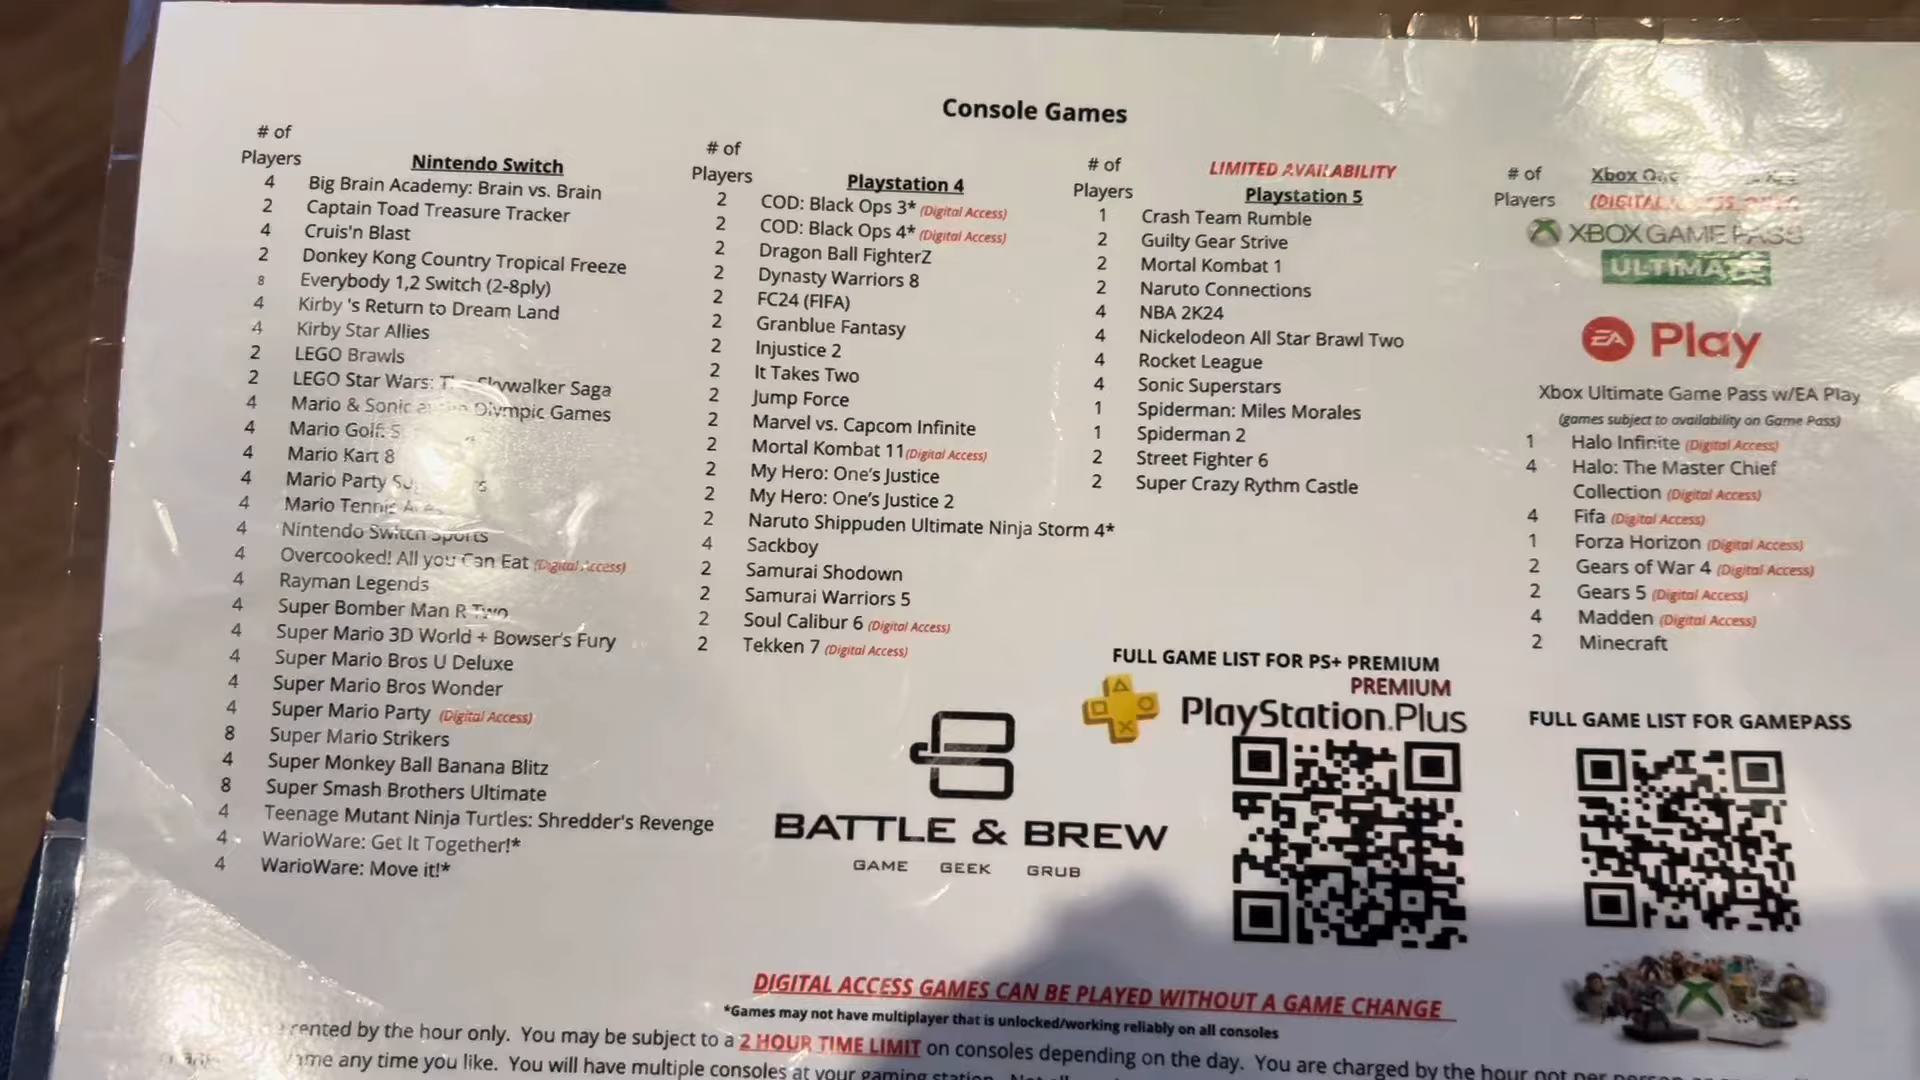 Console Games
# of
Players
Nintendo Switch
4 Big Brain Academy: Brain vs. Brain
2 Captain Toad Treasure Tracker
4 Cruis'n Blast
2 Donkey Kong Country Tropical Freeze
8 Everybody 1,2 Switch (2-8ply)
4 Kirby 's Return to Dream Land
4 Kirby Star Allies
2 LEGO Brawls
2 LEGO Star Wars: Skywalker Saga
4 Mario & Sonic Olympic Games
4 Mario Golf:
4 Mario Kart 8
4 Mario Party
4 Mario Tennis
4 Nintendo Switch Sports
4 Overcooked! All you Can Eat (Digital Access)
4 Rayman Legends
4 Super Bomber Man R Two
4 Super Mario 3D World + Bowser's Fury
4 Super Mario Bros U Deluxe
4 Super Mario Bros Wonder
4 Super Mario Party (Digital Access)
8 Super Mario Strikers
4 Super Monkey Ball Banana Blitz
8 Super Smash Brothers Ultimate
4 Teenage Mutant Ninja Turtles: Shredder's Revenge
4 WarioWare: Get It Together!*
4 WarioWare: Move it!*
# of
Players
Playstation 4
2 COD: Black Ops 3* (Digital Access)
2 COD: Black Ops 4* (Digital Access)
2 Dragon Ball FighterZ
2 Dynasty Warriors 8
2 FC24 (FIFA)
2 Granblue Fantasy
2 Injustice 2
2 It Takes Two
2 Jump Force
2 Marvel vs. Capcom Infinite
2 Mortal Kombat 11(Digital Access)
2 My Hero: One's Justice
2 My Hero: One's Justice 2
2 Naruto Shippuden Ultimate Ninja Storm 4*
4 Sackboy
2 Samurai Shodown
2 Samurai Warriors 5
2 Soul Calibur 6 (Digital Access)
2 Tekken 7 (Digital Access)
# of
Players
LIMITED AVAILABILITY
Playstation 5
1 Crash Team Rumble
2 Guilty Gear Strive
2 Mortal Kombat 1
2 Naruto Connections
4 NBA 2K24
4 Nickelodeon All Star Brawl Two
4 Rocket League
4 Sonic Superstars
1 Spiderman: Miles Morales
1 Spiderman 2
2 Street Fighter 6
2 Super Crazy Rythm Castle
# of
Players
Xbox One
(DIGITAL
XBOX GAME PASS
ULTIMATE
EA Play
Xbox Ultimate Game Pass w/EA Play
(games subject to availability on Game Pass)
1 Halo Infinite (Digital Access)
4 Halo: The Master Chief
Collection (Digital Access)
4 Fifa (Digital Access)
1 Forza Horizon (Digital Access)
2 Gears of War 4 (Digital Access)
2 Gears 5 (Digital Access)
4 Madden (Digital Access)
2 Minecraft
FULL GAME LIST FOR PS+ PREMIUM
PREMIUM
PlayStation.Plus
FULL GAME LIST FOR GAMEPASS
BATTLE & BREW
GAME GEEK GRUB
DIGITAL ACCESS GAMES CAN BE PLAYED WITHOUT A GAME CHANGE
*Games may not have multiplayer that is unlocked/working reliably on all consoles
rented by the hour only. You may be subject to a 2 HOUR TIME LIMIT on consoles depending on the day. You are charged by the hour not per person
any time you like. You will have multiple consoles at your gaming station.